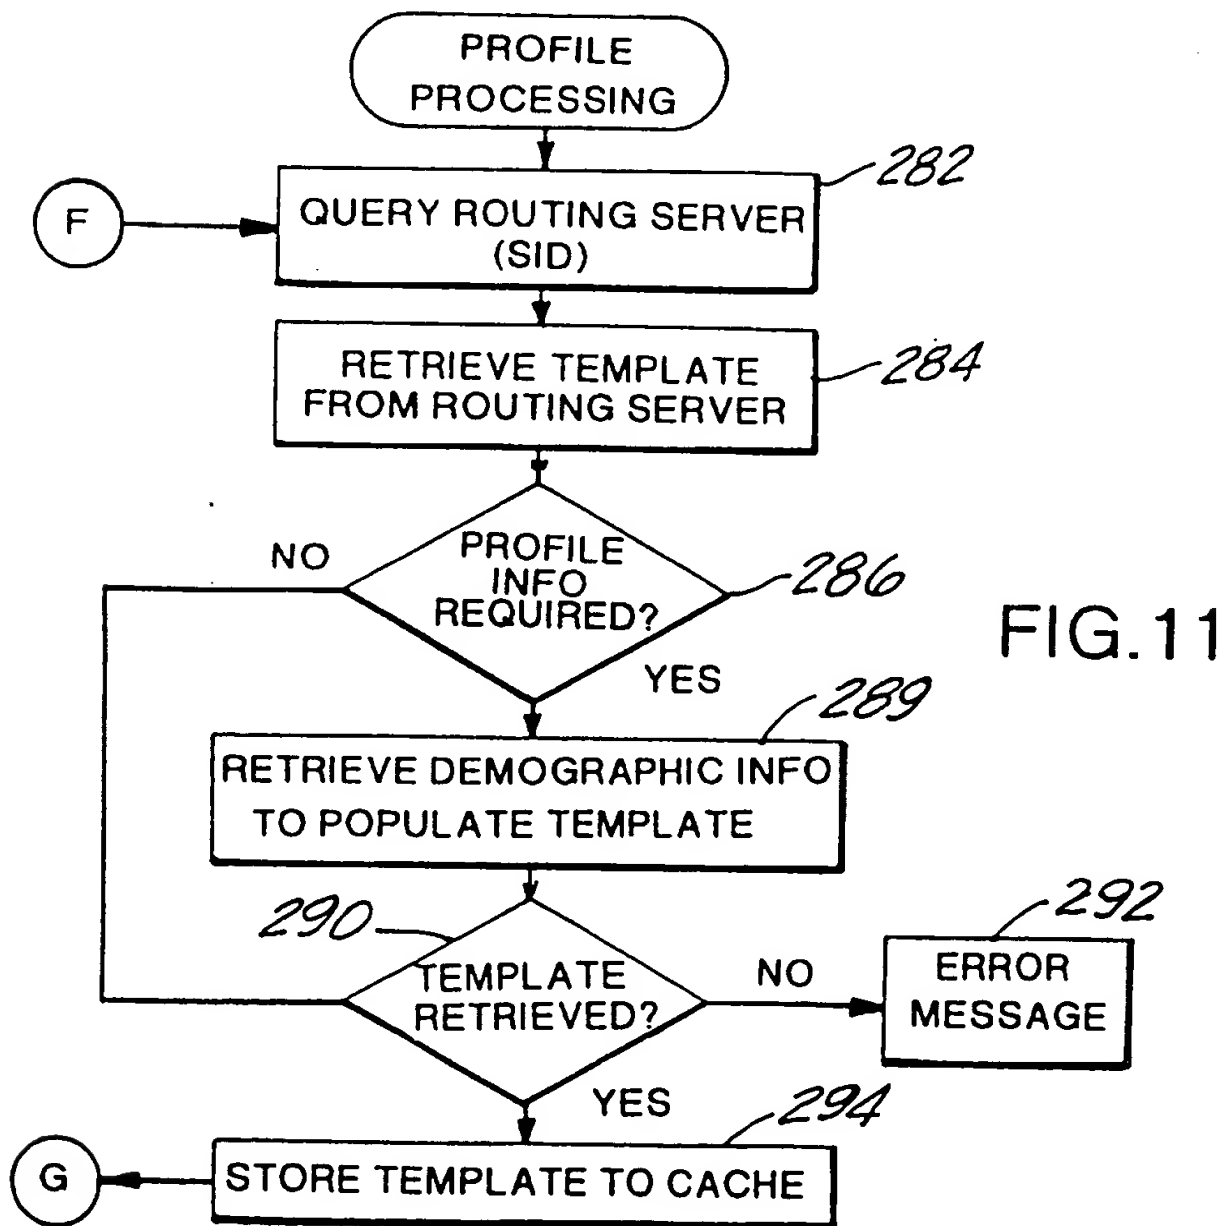 PROFILE
PROCESSING
282
F
QUERY ROUTING SERVER
(SID)
RETRIEVE TEMPLATE
FROM ROUTING SERVER
284
NO
PROFILE
INFO
REQUIRED?
286
FIG.11
YES
289
RETRIEVE DEMOGRAPHIC INFO
TO POPULATE TEMPLATE
290
292
TEMPLATE
RETRIEVED?
NO
ERROR
MESSAGE
YES
294
G
STORE TEMPLATE TO CACHE